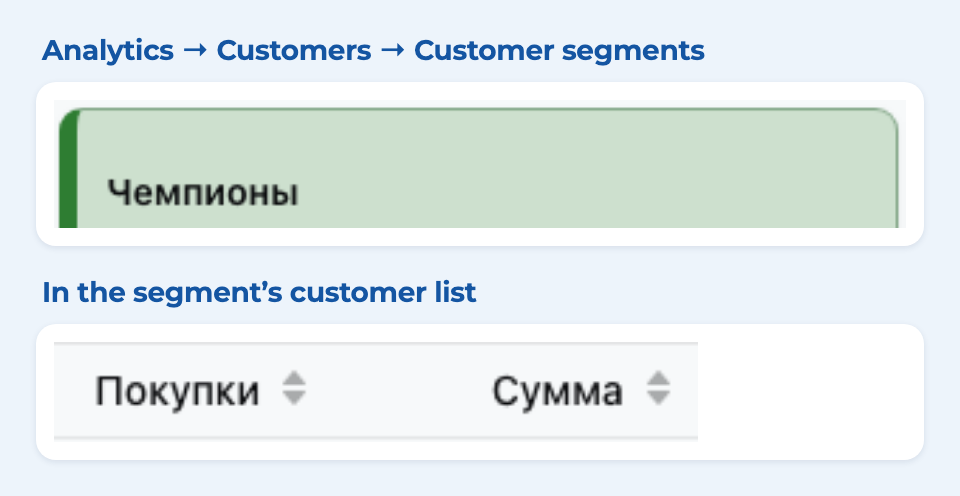 Analytics → Customers → Customer segments
Чемпионы
In the segment’s customer list
Покупки Сумма